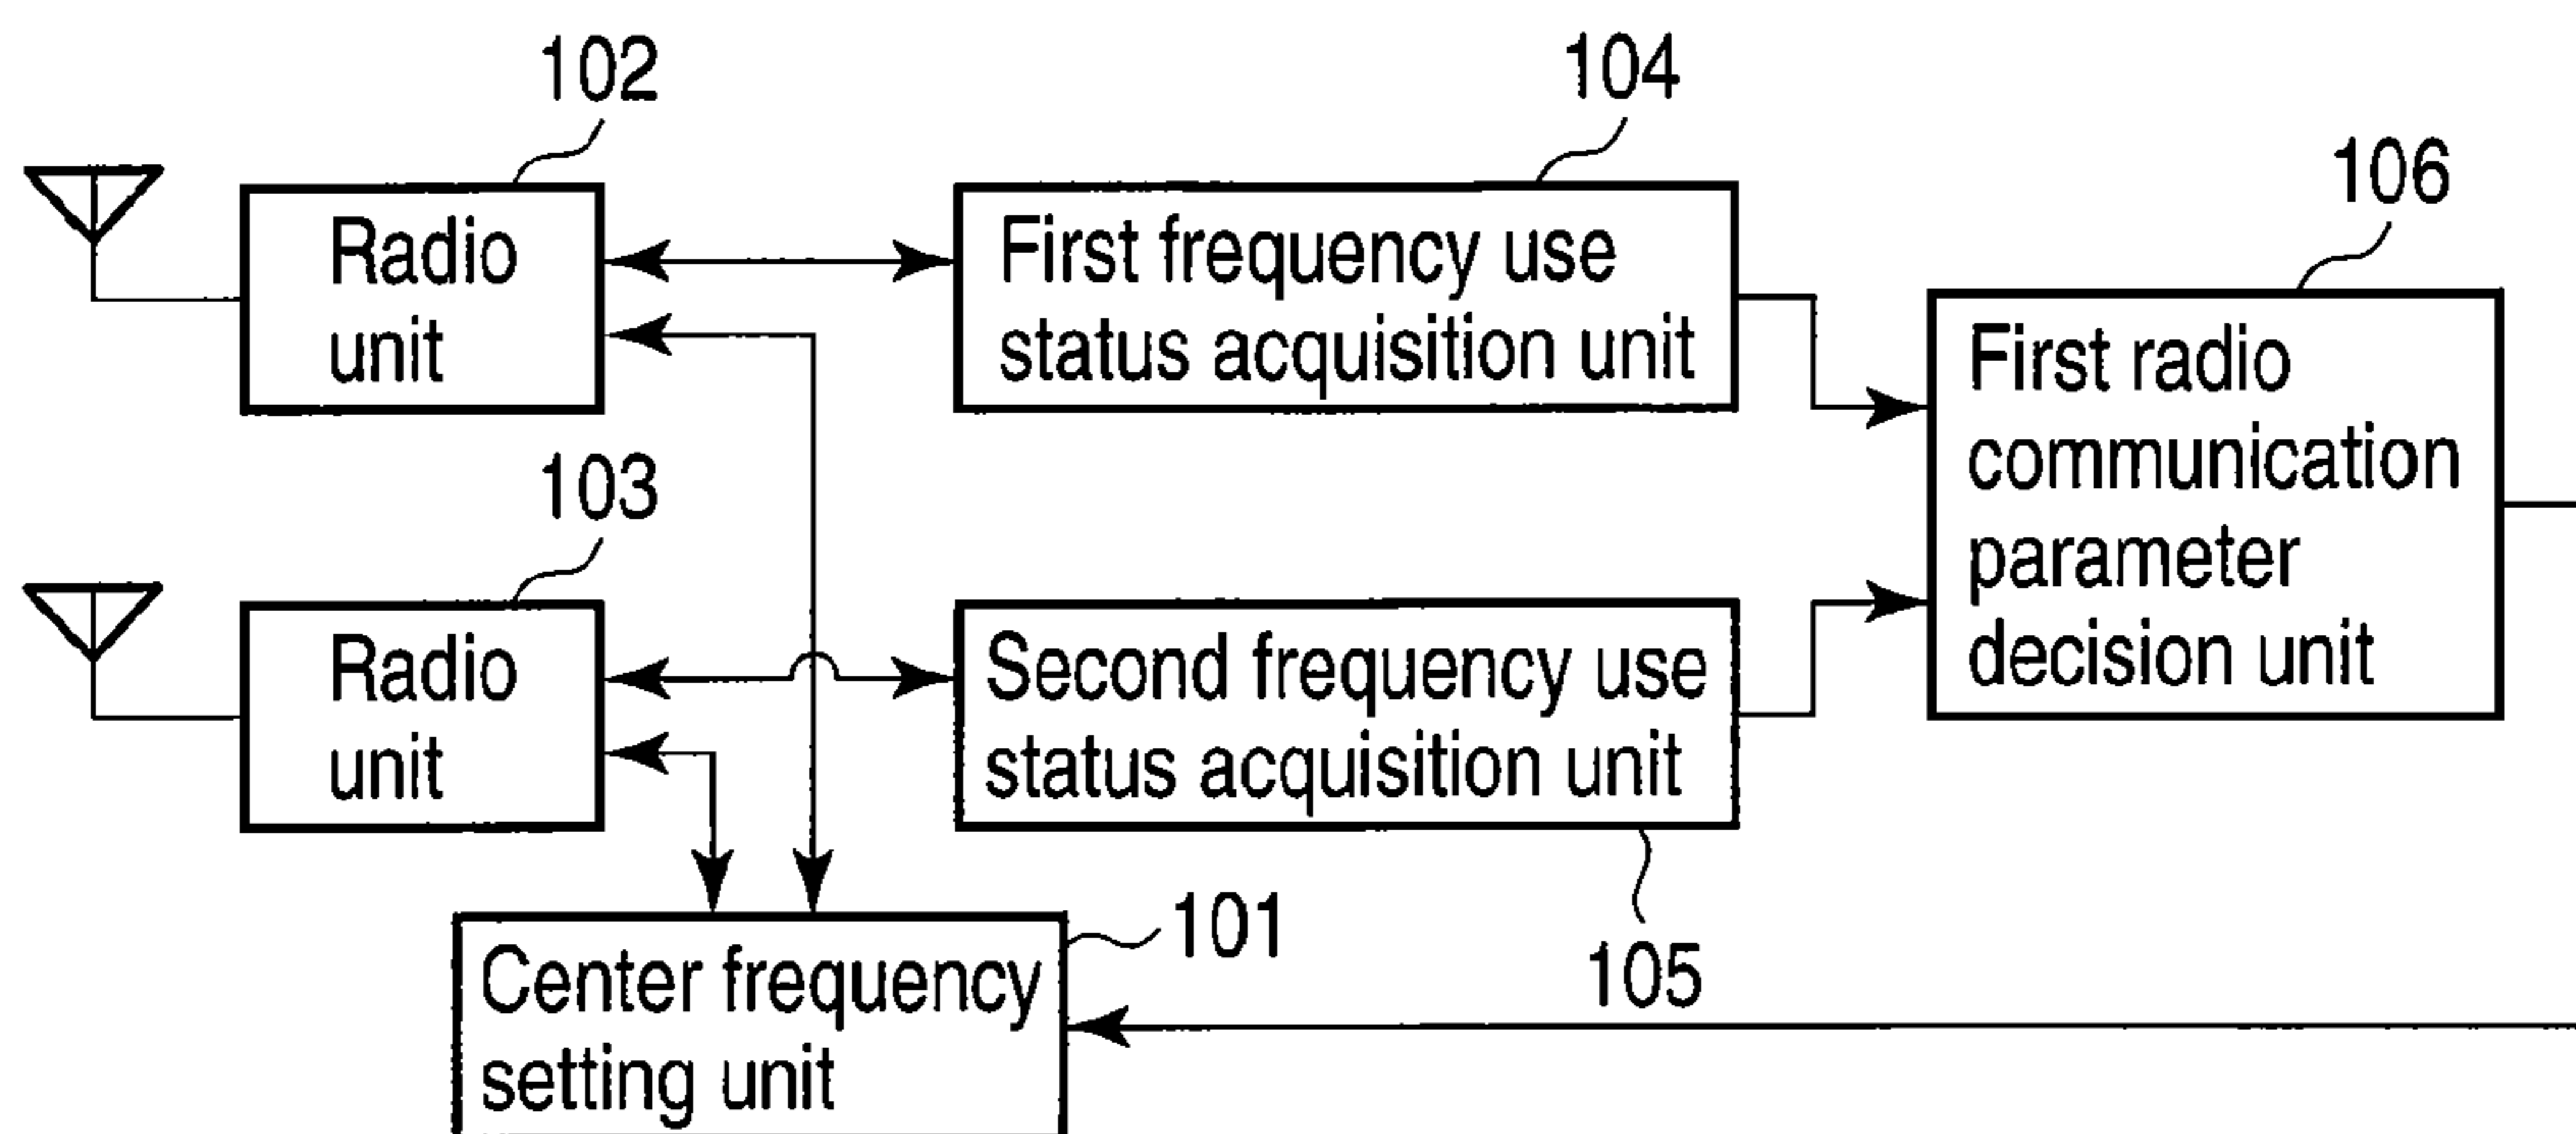 102
Radio
unit
104
First frequency use
status acquisition unit
106
First radio
communication
parameter
decision unit
103
Radio
unit
Second frequency use
status acquisition unit
105
101
Center frequency
setting unit